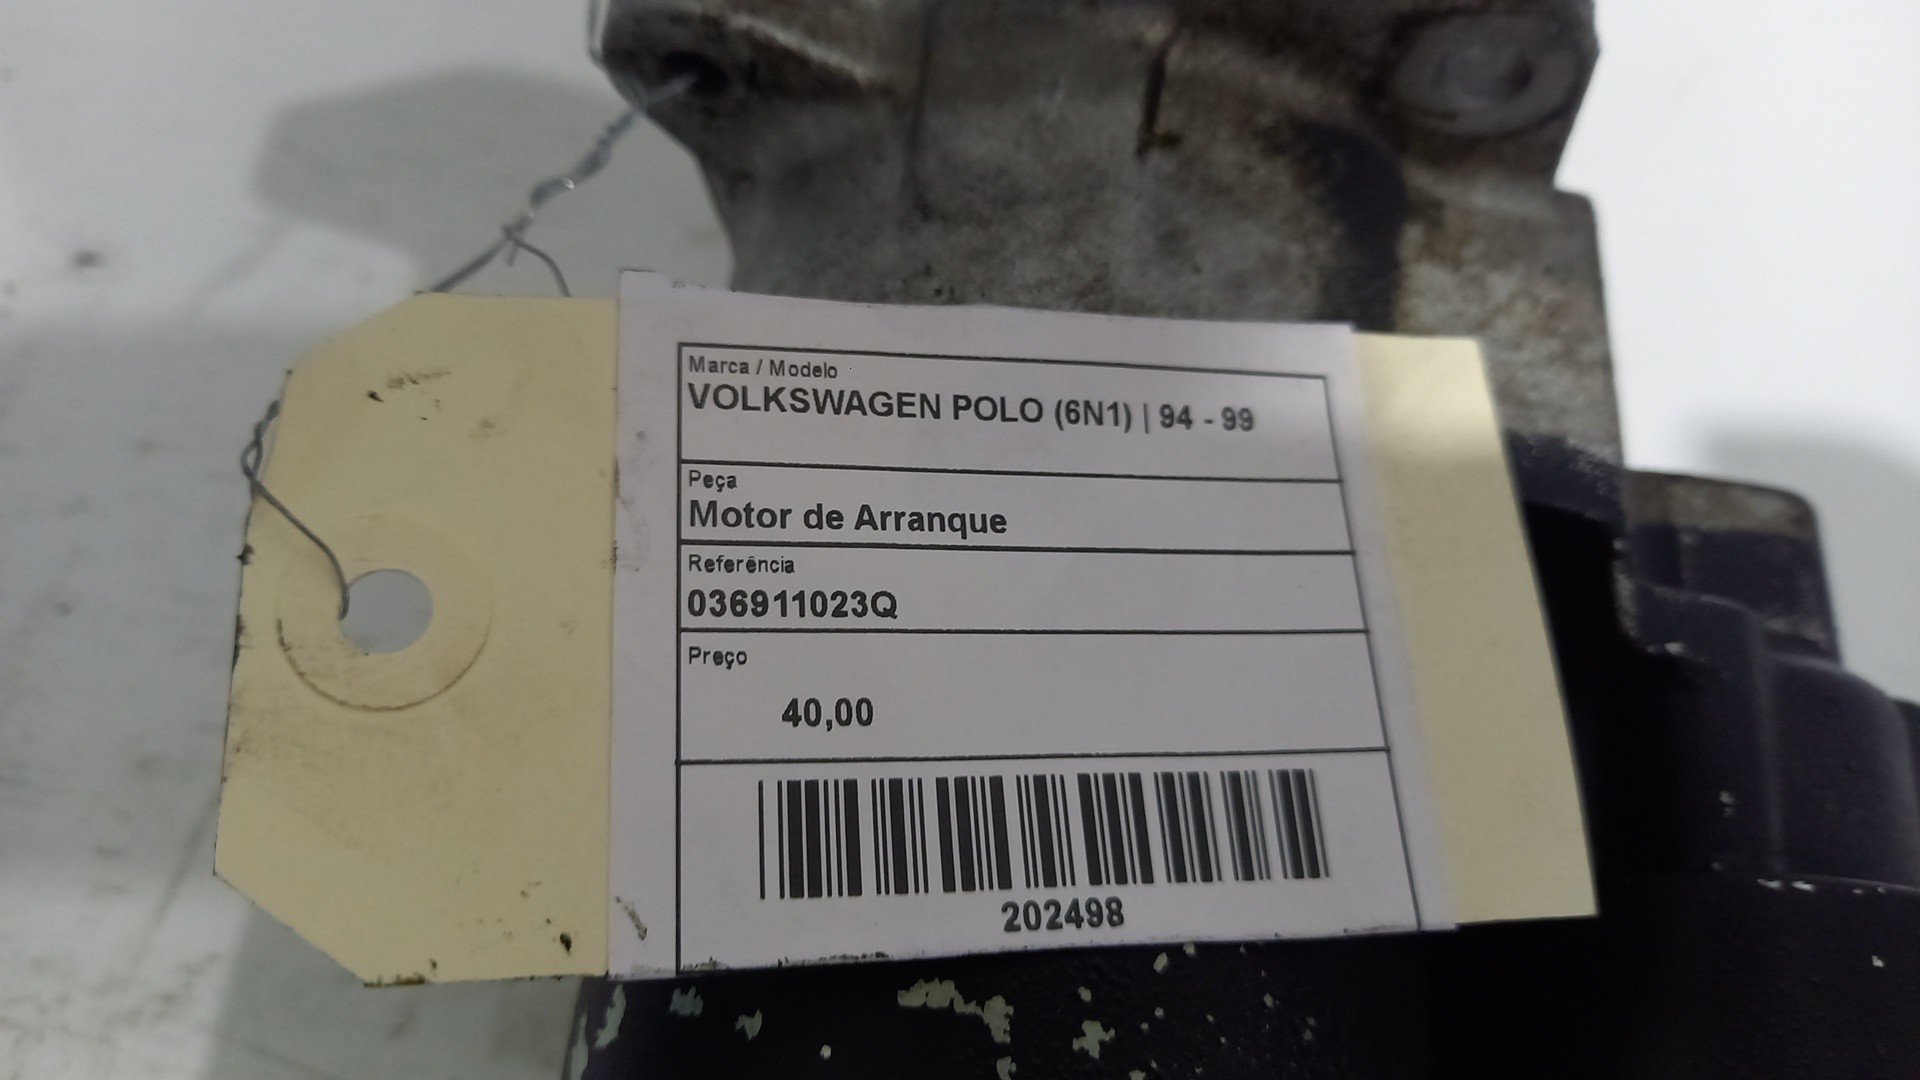 Marca / Modelo
VOLKSWAGEN POLO (6N1) | 94 - 99
Peça
Motor de Arranque
Referência
036911023Q
Preço
40,00
202498